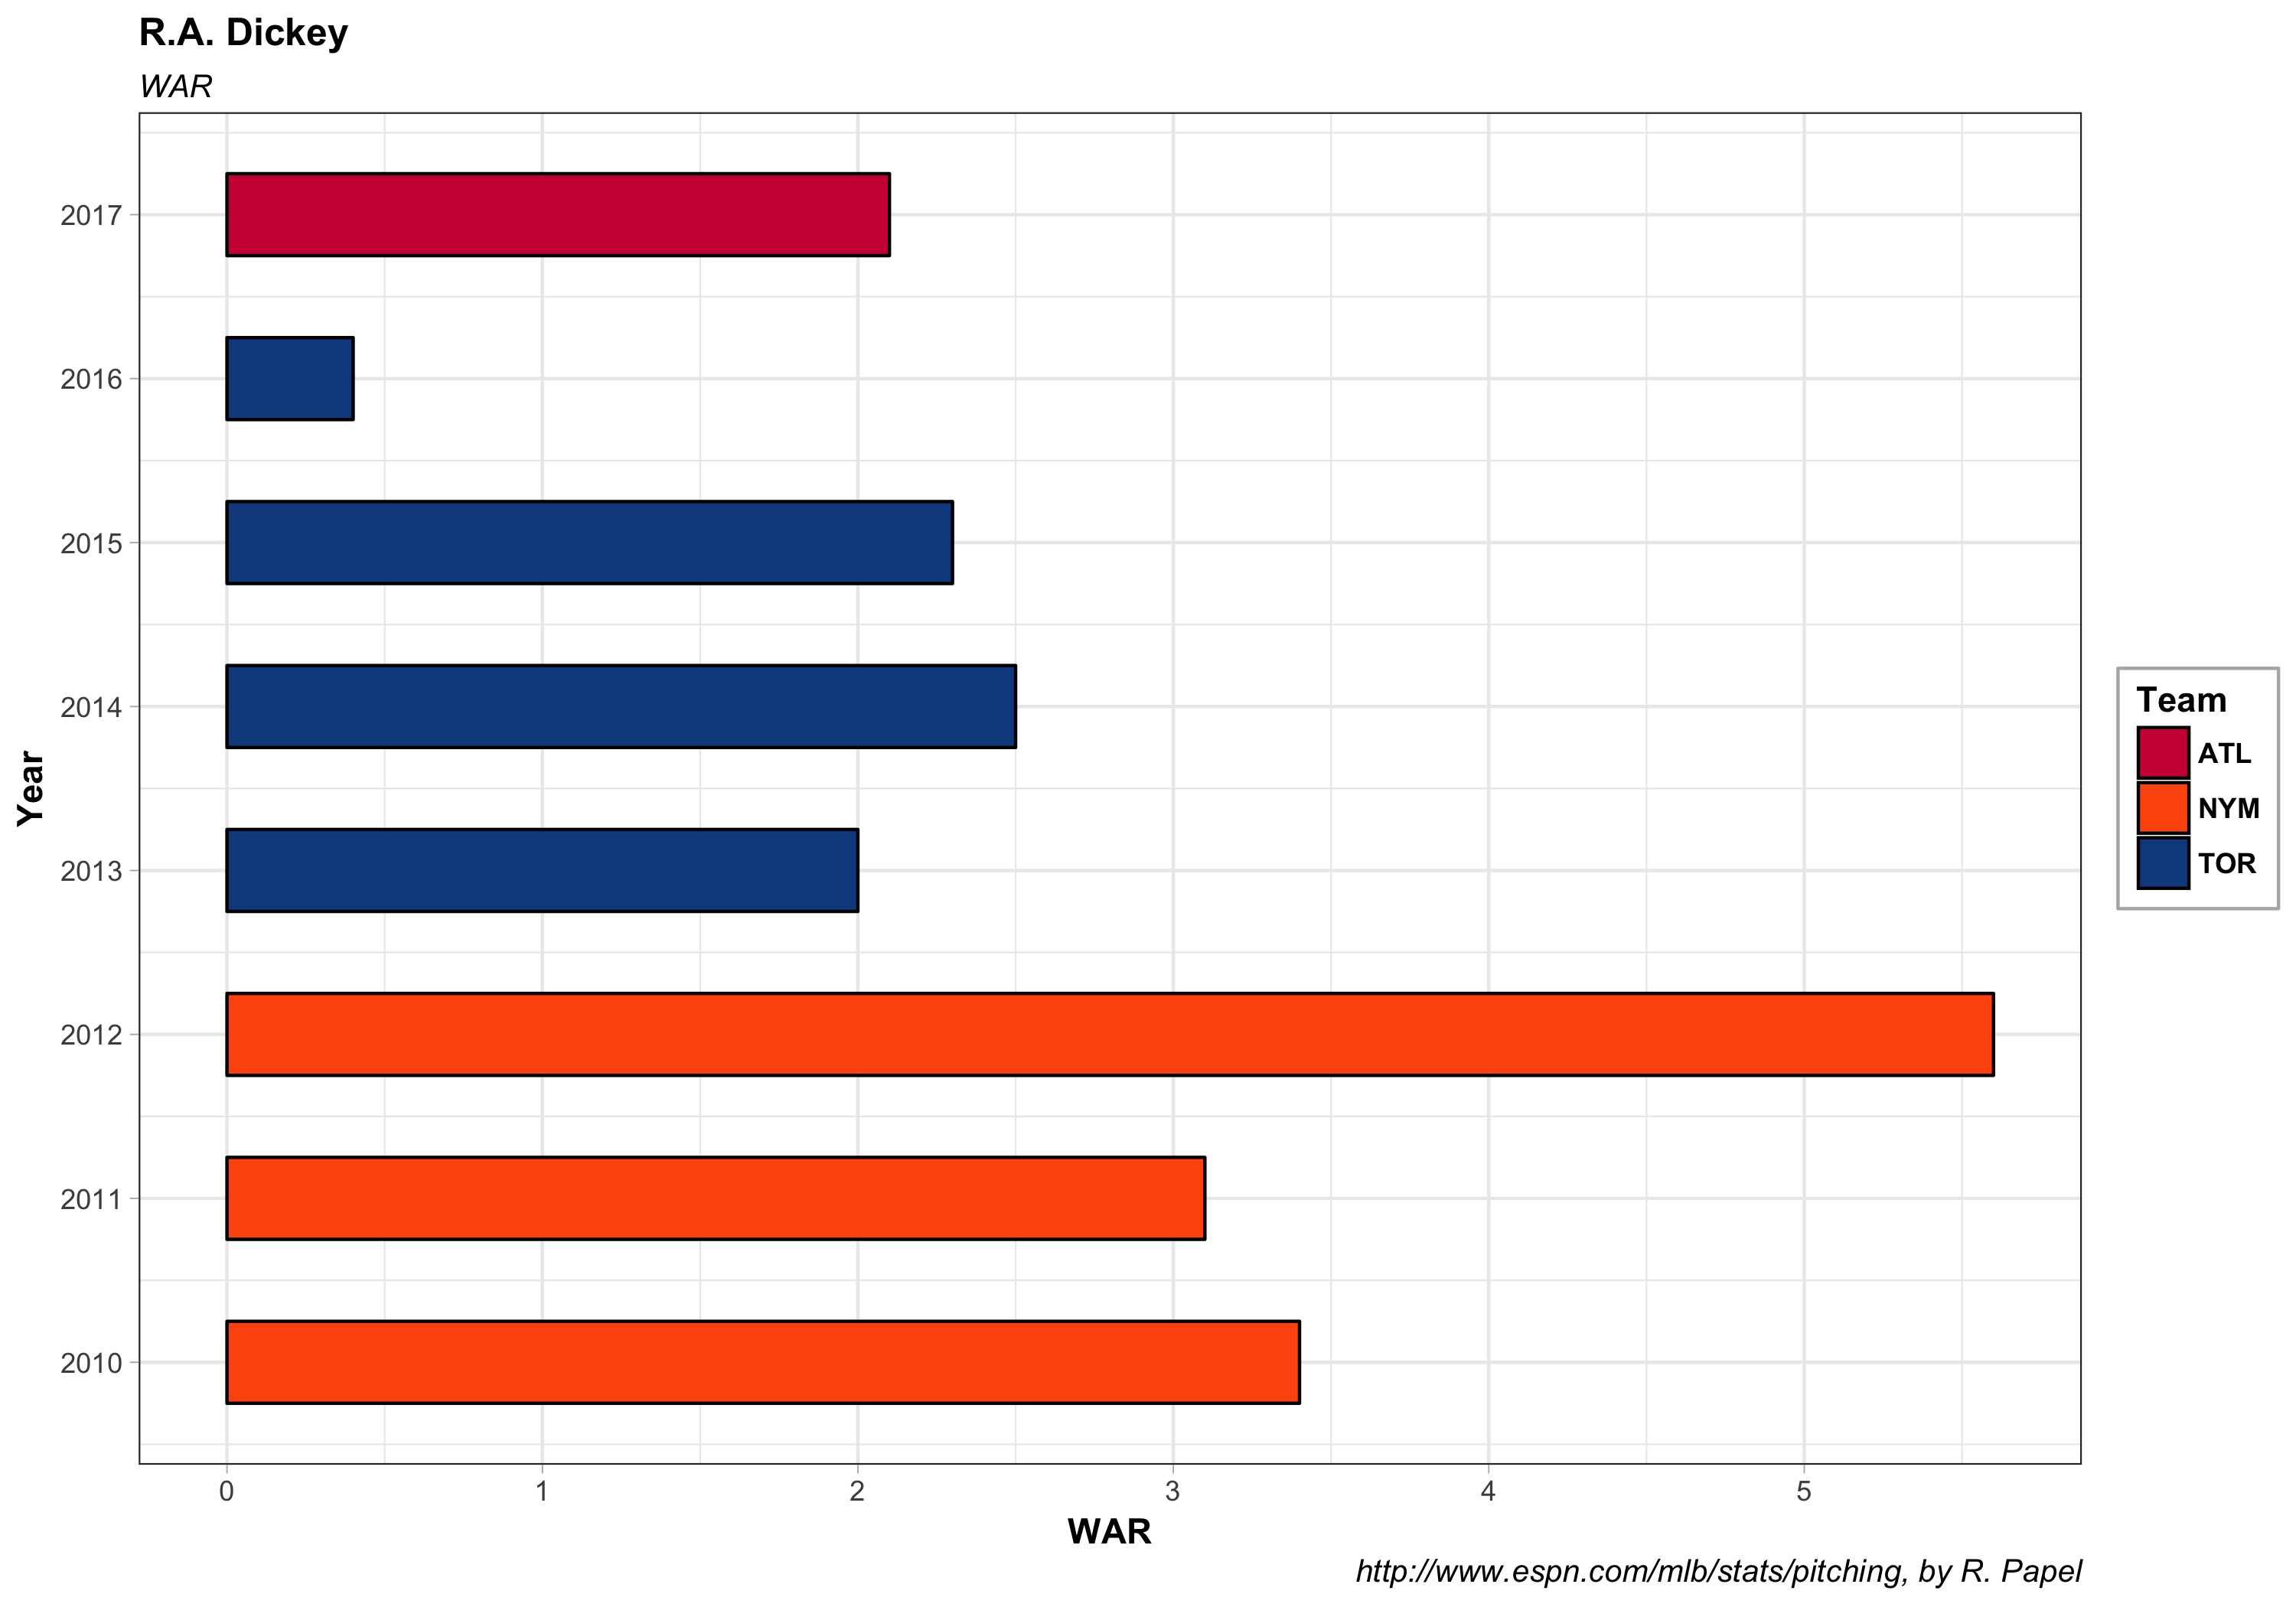 R.A. Dickey
WAR
Year
2017
2016
2015
2014
2013
2012
2011
2010
0 1 2 3 4 5
WAR
Team
ATL
NYM
TOR
http://www.espn.com/mlb/stats/pitching, by R. Papel